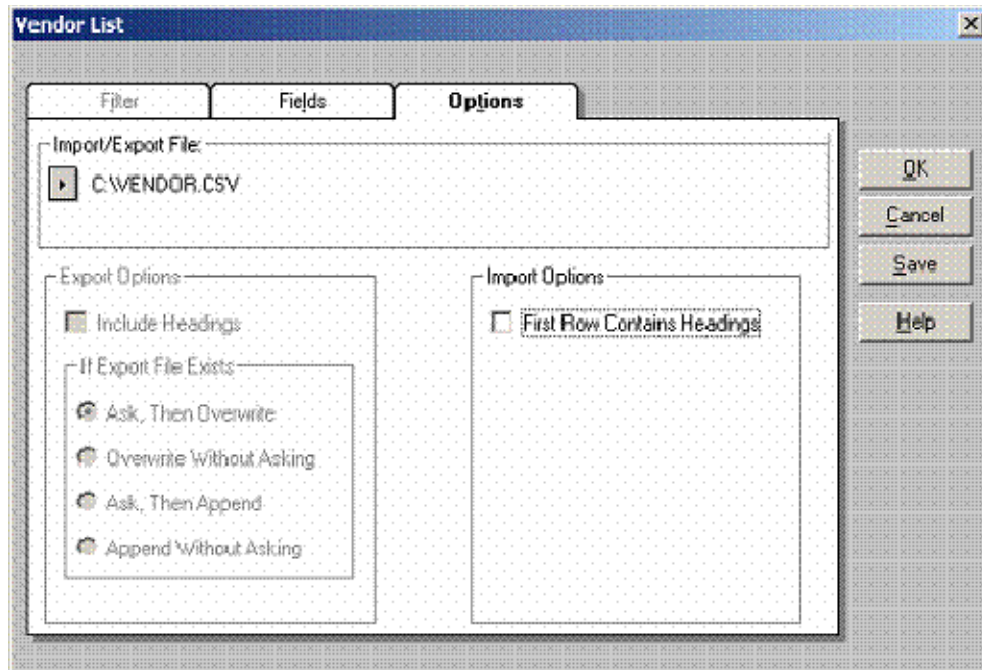 Vendor List
Filter
Fields
Options
Import/Export File:
C:\VENDOR.CSV
OK
Cancel
Save
Help
Export Options
Include Headings
If Export File Exists
Ask, Then Overwrite
Overwrite Without Asking
Ask, Then Append
Append Without Asking
Import Options
First Row Contains Headings